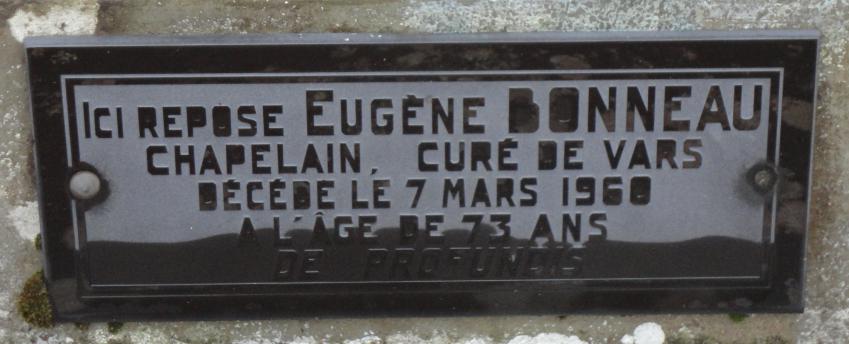 ICI REPOSE EUGÈNE BONNEAU
CHAPELAIN, CURÉ DE VARS
DÉCÉDÉ LE 7 MARS 1960
A L'ÂGE DE 73 ANS
DE PROFUNDIS